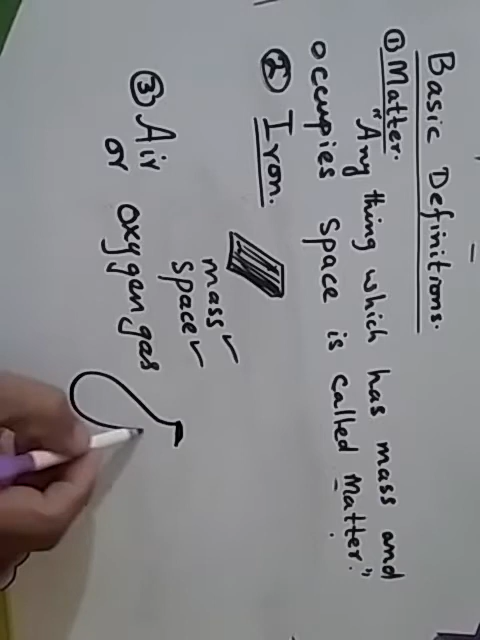 Basic Definitions.
① Matter.
"Any thing which has mass and
occupies space is called Matter."
② Iron.
mass ✓
space ✓
③ Air
or oxygen gas